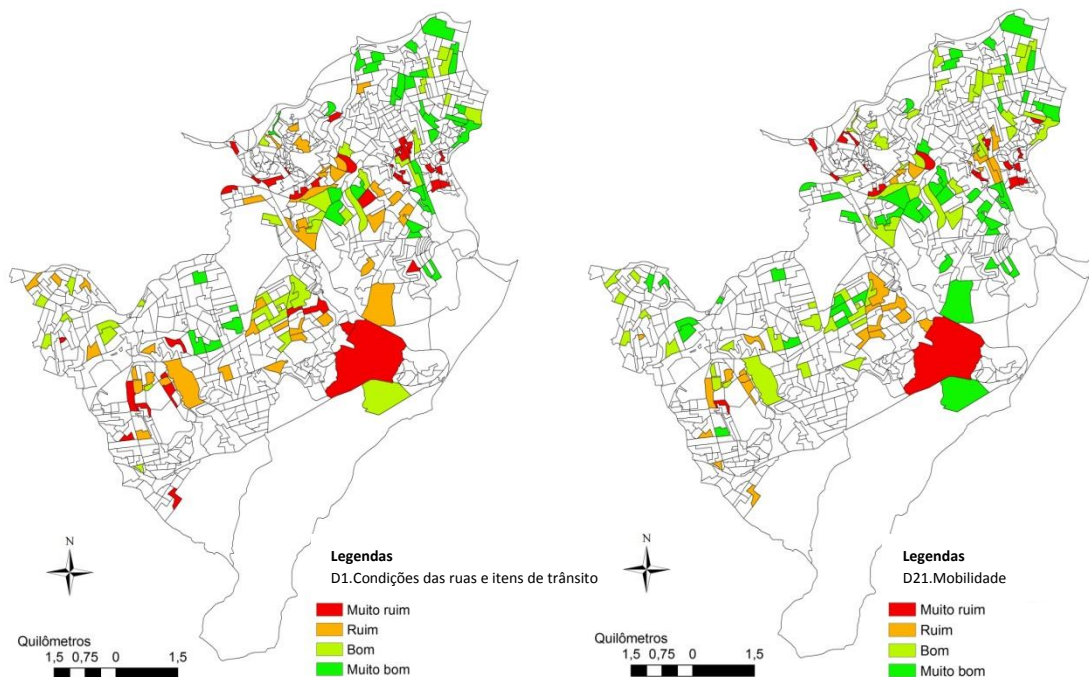 N
Legendas
D1.Condições das ruas e itens de trânsito
Muito ruim
Ruim
Bom
Muito bom
Quilômetros
1,5 0,75 0 1,5
N
Legendas
D21.Mobilidade
Muito ruim
Ruim
Bom
Muito bom
Quilômetros
1,5 0,75 0 1,5